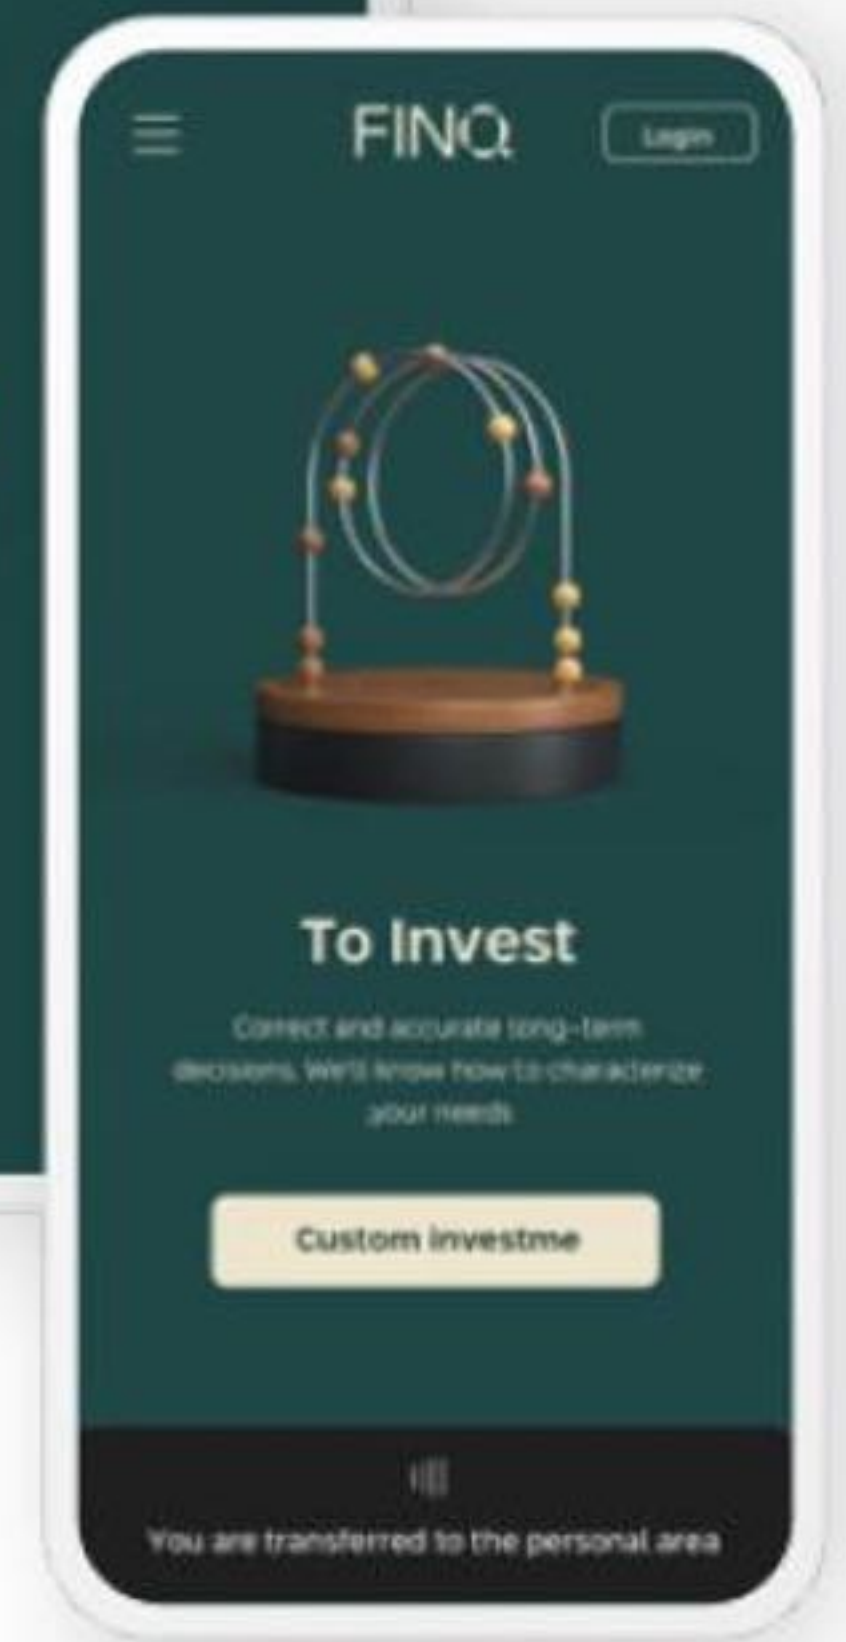 FINQ
Login
To Invest
Correct and accurate long-term
decisions. We'll know how to characterize
your needs
Custom investme
You are transferred to the personal area